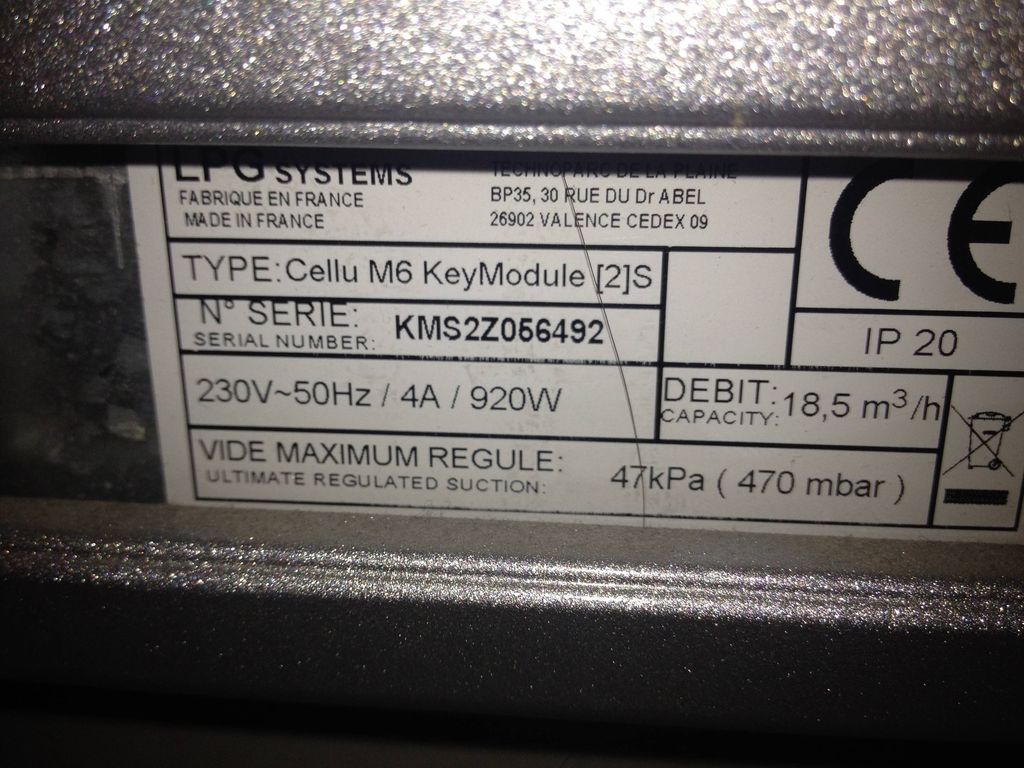 LPG SYSTEMS
FABRIQUE EN FRANCE
MADE IN FRANCE
TECHNOPARC DE LA PLAINE
BP35, 30 RUE DU Dr ABEL
26902 VALENCE CEDEX 09
CE
TYPE: Cellu M6 KeyModule [2]S
N° SERIE:
SERIAL NUMBER: KMS2Z056492
IP 20
230V~50Hz / 4A / 920W
DEBIT:
CAPACITY: 18,5 m³/h
VIDE MAXIMUM REGULE:
ULTIMATE REGULATED SUCTION: 47kPa ( 470 mbar )